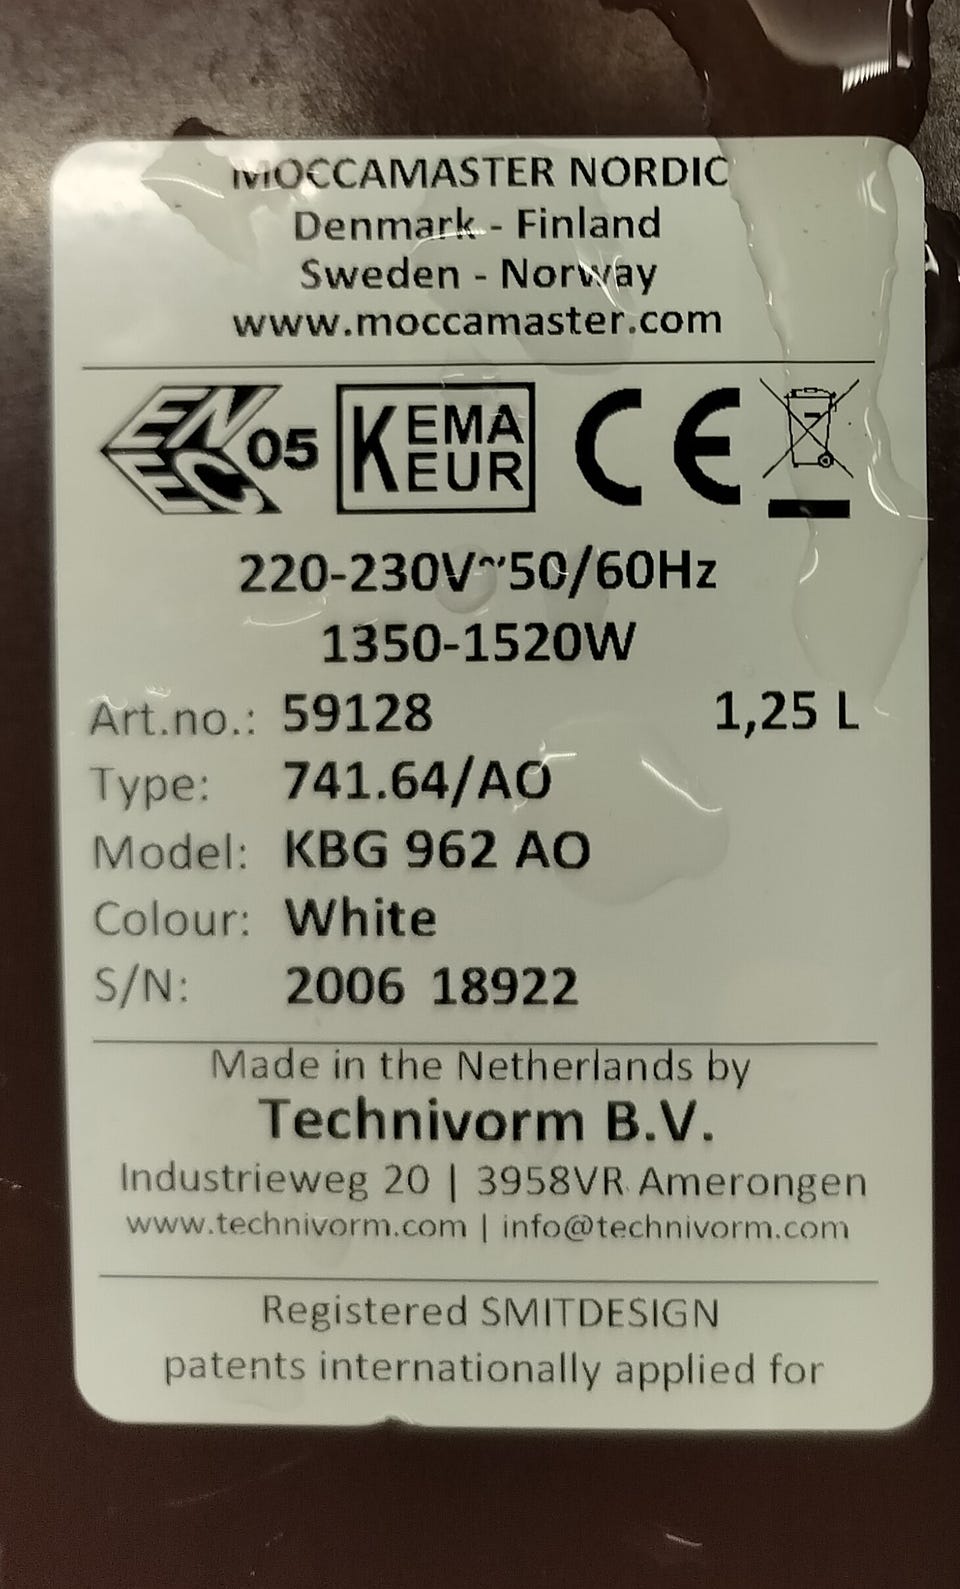 MOCCAMASTER NORDIC
Denmark - Finland
Sweden - Norway
www.moccamaster.com
EN EC 05 KEMA KEUR CE
220-230V~50/60Hz
1350-1520W
Art.no.: 59128 1,25 L
Type: 741.64/AO
Model: KBG 962 AO
Colour: White
S/N: 2006 18922
Made in the Netherlands by
Technivorm B.V.
Industrieweg 20 | 3958VR Amerongen
www.technivorm.com | info@technivorm.com
Registered SMITDESIGN
patents internationally applied for